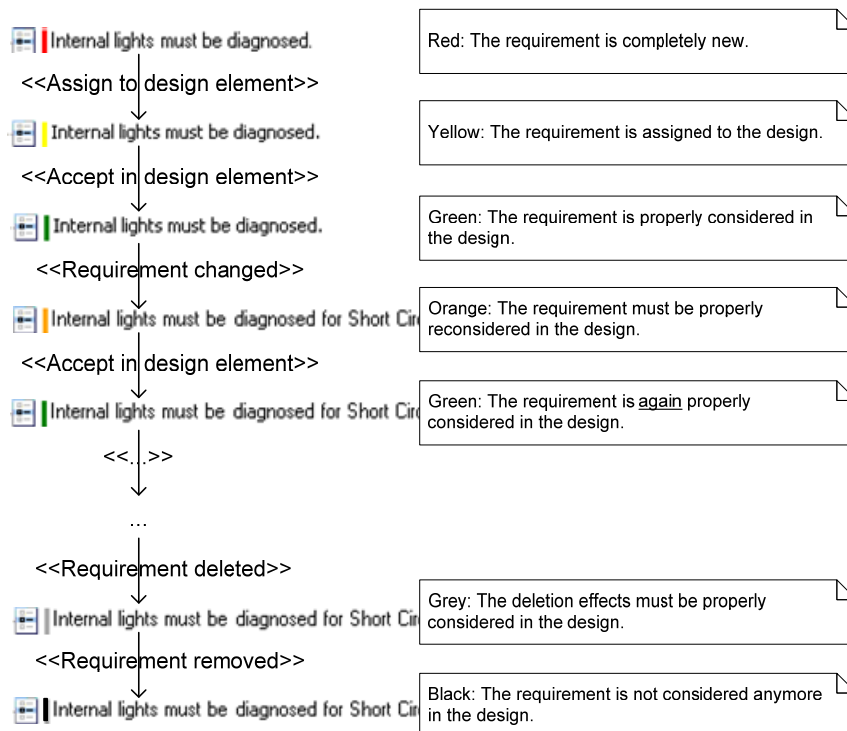 Internal lights must be diagnosed.
Red: The requirement is completely new.
<<Assign to design element>>
Internal lights must be diagnosed.
Yellow: The requirement is assigned to the design.
<<Accept in design element>>
Internal lights must be diagnosed.
Green: The requirement is properly considered in
the design.
<<Requirement changed>>
Internal lights must be diagnosed for Short Cir
Orange: The requirement must be properly
reconsidered in the design.
<<Accept in design element>>
Internal lights must be diagnosed for Short Cir
Green: The requirement is again properly
considered in the design.
<<...>>
...
<<Requirement deleted>>
Internal lights must be diagnosed for Short Cir
Grey: The deletion effects must be properly
considered in the design.
<<Requirement removed>>
Internal lights must be diagnosed for Short Cir
Black: The requirement is not considered anymore
in the design.